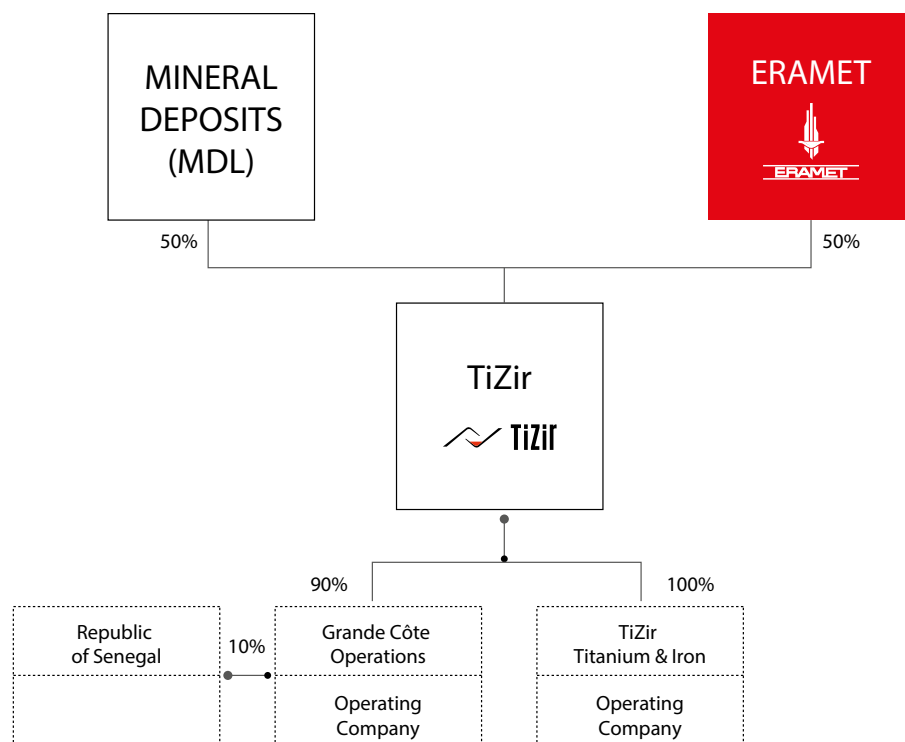 MINERAL
DEPOSITS
(MDL)
ERAMET
ERAMET
50%
50%
TiZir
TiZir
90%
100%
Republic
of Senegal
10%
Grande Côte
Operations
TiZir
Titanium & Iron
Operating
Company
Operating
Company